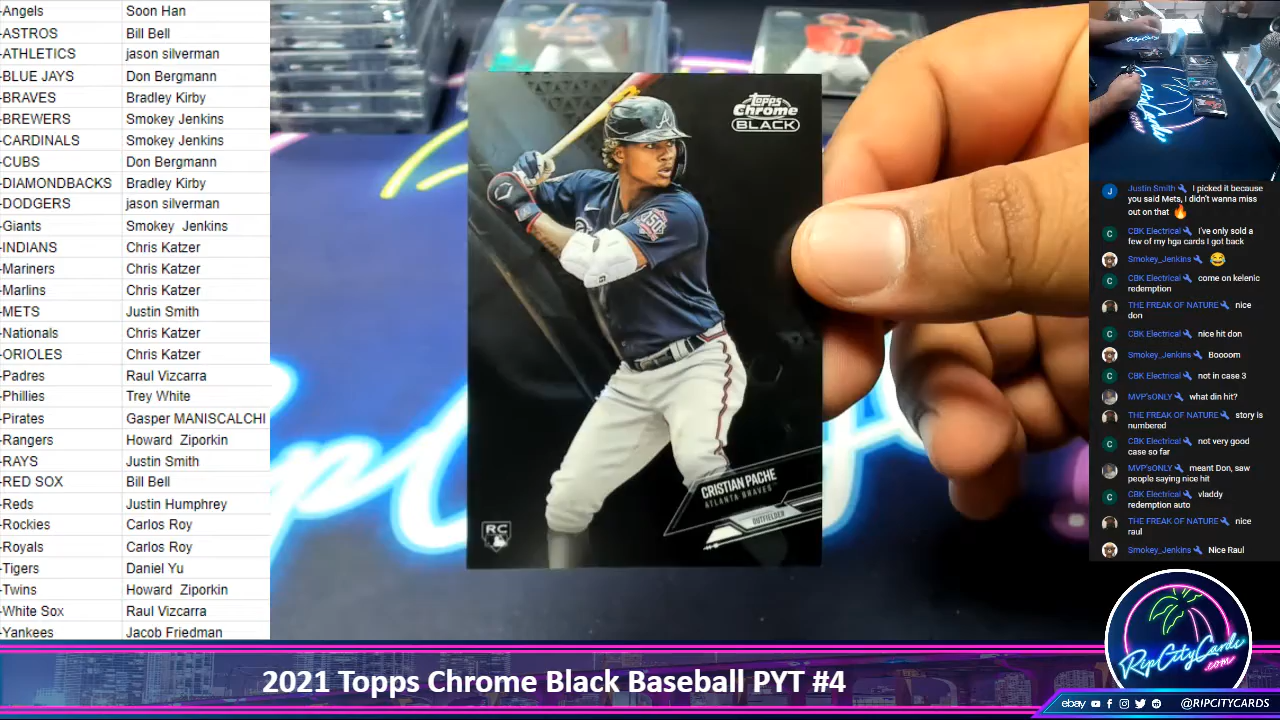 -Angels Soon Han
-ASTROS Bill Bell
-ATHLETICS jason silverman
-BLUE JAYS Don Bergmann
-BRAVES Bradley Kirby
-BREWERS Smokey Jenkins
-CARDINALS Smokey Jenkins
-CUBS Don Bergmann
-DIAMONDBACKS Bradley Kirby
-DODGERS jason silverman
-Giants Smokey Jenkins
-INDIANS Chris Katzer
-Mariners Chris Katzer
-Marlins Chris Katzer
-METS Justin Smith
-Nationals Chris Katzer
-ORIOLES Chris Katzer
-Padres Raul Vizcarra
-Phillies Trey White
-Pirates Gasper MANISCALCHI
-Rangers Howard Ziporkin
-RAYS Justin Smith
-RED SOX Bill Bell
-Reds Justin Humphrey
-Rockies Carlos Roy
-Royals Carlos Roy
-Tigers Daniel Yu
-Twins Howard Ziporkin
-White Sox Raul Vizcarra
-Yankees Jacob Friedman
topps
Chrome
BLACK
150
CRISTIAN PACHE
ATLANTA BRAVES
OUTFIELDER
RC
J Justin Smith I picked it because
you said Mets, I didn't wanna miss
out on that
C CBK Electrical I've only sold a
few of my hga cards I got back
Smokey_Jenkins
C CBK Electrical come on kelenic
redemption
THE FREAK OF NATURE nice
don
C CBK Electrical nice hit don
Smokey_Jenkins Boooom
C CBK Electrical not in case 3
MVP'sONLY what din hit?
THE FREAK OF NATURE story is
numbered
C CBK Electrical not very good
case so far
MVP'sONLY meant Don, saw
people saying nice hit
C CBK Electrical vladdy
redemption auto
THE FREAK OF NATURE nice
raul
Smokey_Jenkins Nice Raul
RipCityCards
.com
2021 Topps Chrome Black Baseball PYT #4
ebay @RIPCITYCARDS